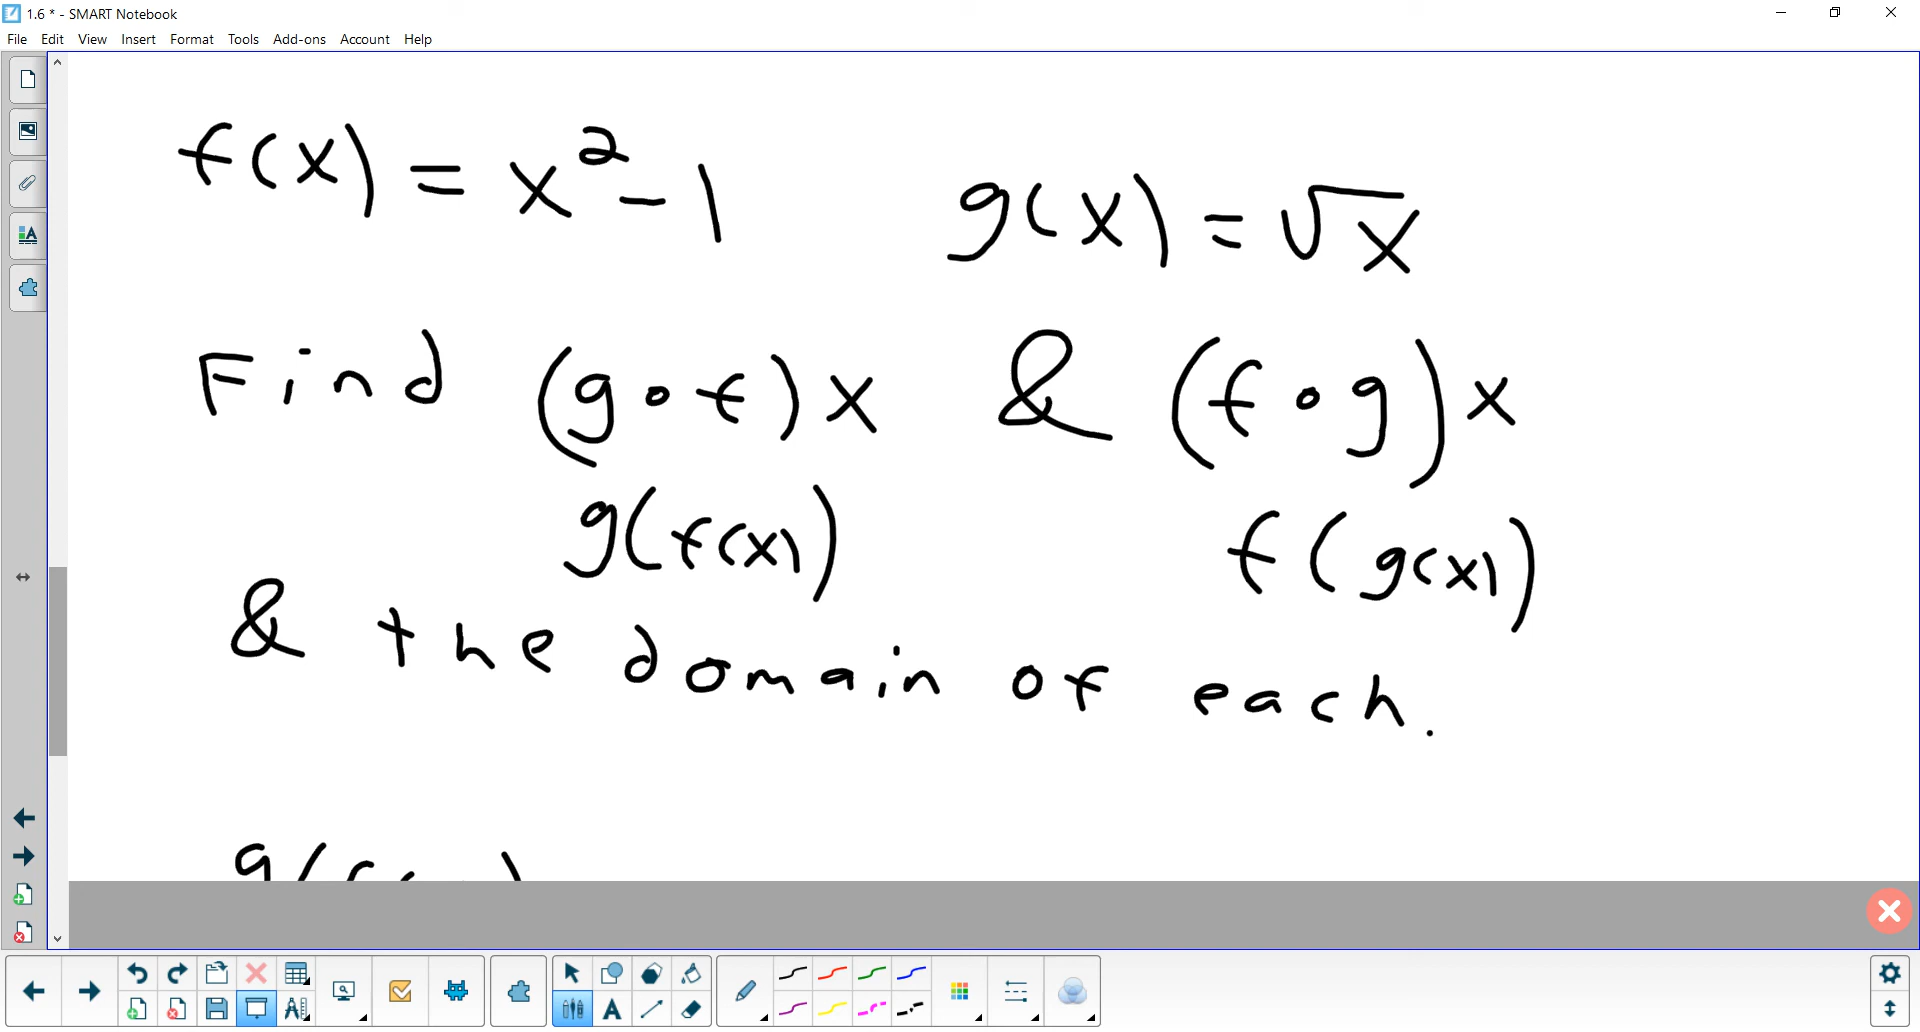 1.6 * - SMART Notebook
File Edit View Insert Format Tools Add-ons Account Help
f(x) = x² - 1
g(x) = √x
Find (g∘f)x & (f∘g)x
g(f(x)) f(g(x))
& the domain of each.